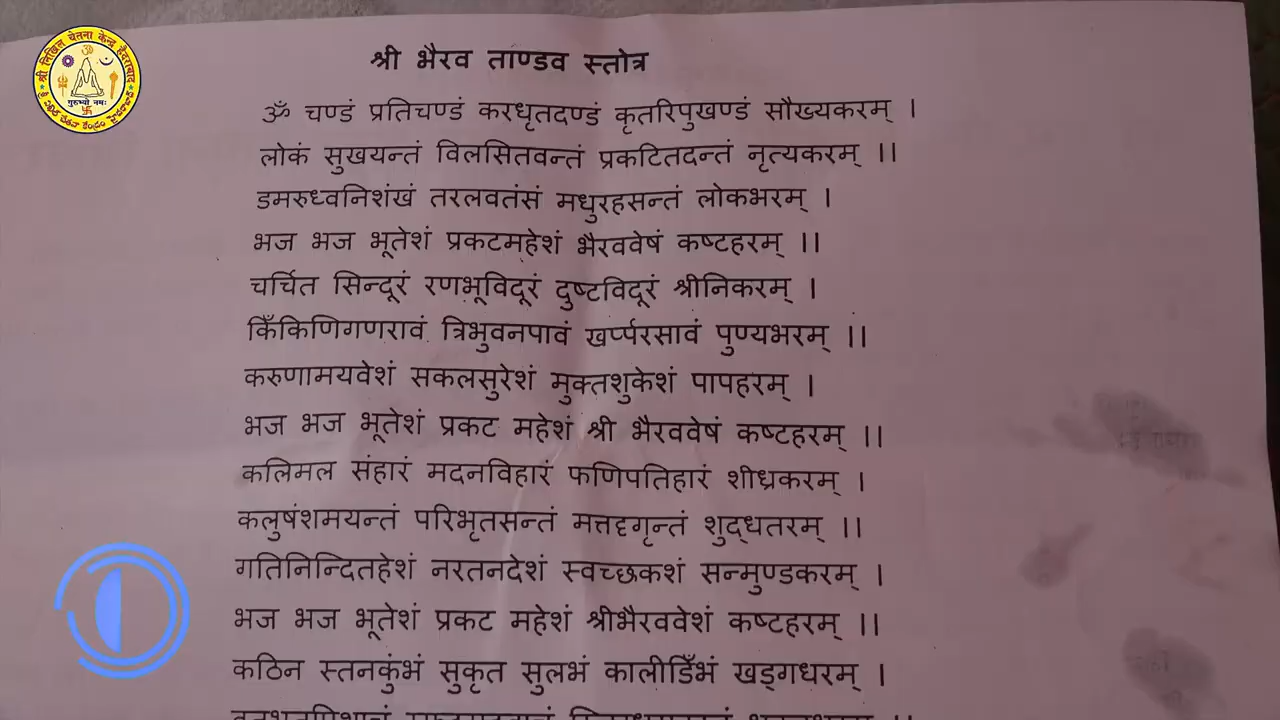 श्री निखिल चेतना केन्द्र हैदराबाद
ॐ
गुरुभ्यो नमः
श्री भैरव ताण्डव स्तोत्र
ॐ चण्डं प्रतिचण्डं करधृतदण्डं कृतरिपुखण्डं सौख्यकरम् ।
लोकं सुखयन्तं विलसितवन्तं प्रकटितदन्तं नृत्यकरम् ।।
डमरुध्वनिशंखं तरलवतंसं मधुरहसन्तं लोकभरम् ।
भज भज भूतेशं प्रकटमहेशं भैरववेषं कष्टहरम् ।।
चर्चित सिन्दूरं रणभूविदूरं दुष्टविदूरं श्रीनिकरम् ।
किँकिणिगणरावं त्रिभुवनपावं खर्प्परसावं पुण्यभरम् ।।
करुणामयवेशं सकलसुरेशं मुक्तशुकेशं पापहरम् ।
भज भज भूतेशं प्रकट महेशं श्री भैरववेषं कष्टहरम् ।।
कलिमल संहारं मदनविहारं फणिपतिहारं शीध्रकरम् ।
कलुषंशमयन्तं परिभृतसन्तं मत्तदृगृन्तं शुद्धतरम् ।।
गतिनिन्दितहेशं नरतनदेशं स्वच्छकशं सन्मुण्डकरम् ।
भज भज भूतेशं प्रकट महेशं श्रीभैरववेशं कष्टहरम् ।।
कठिन स्तनकुंभं सुकृत सुलभं कालीडिँभं खड्गधरम् ।